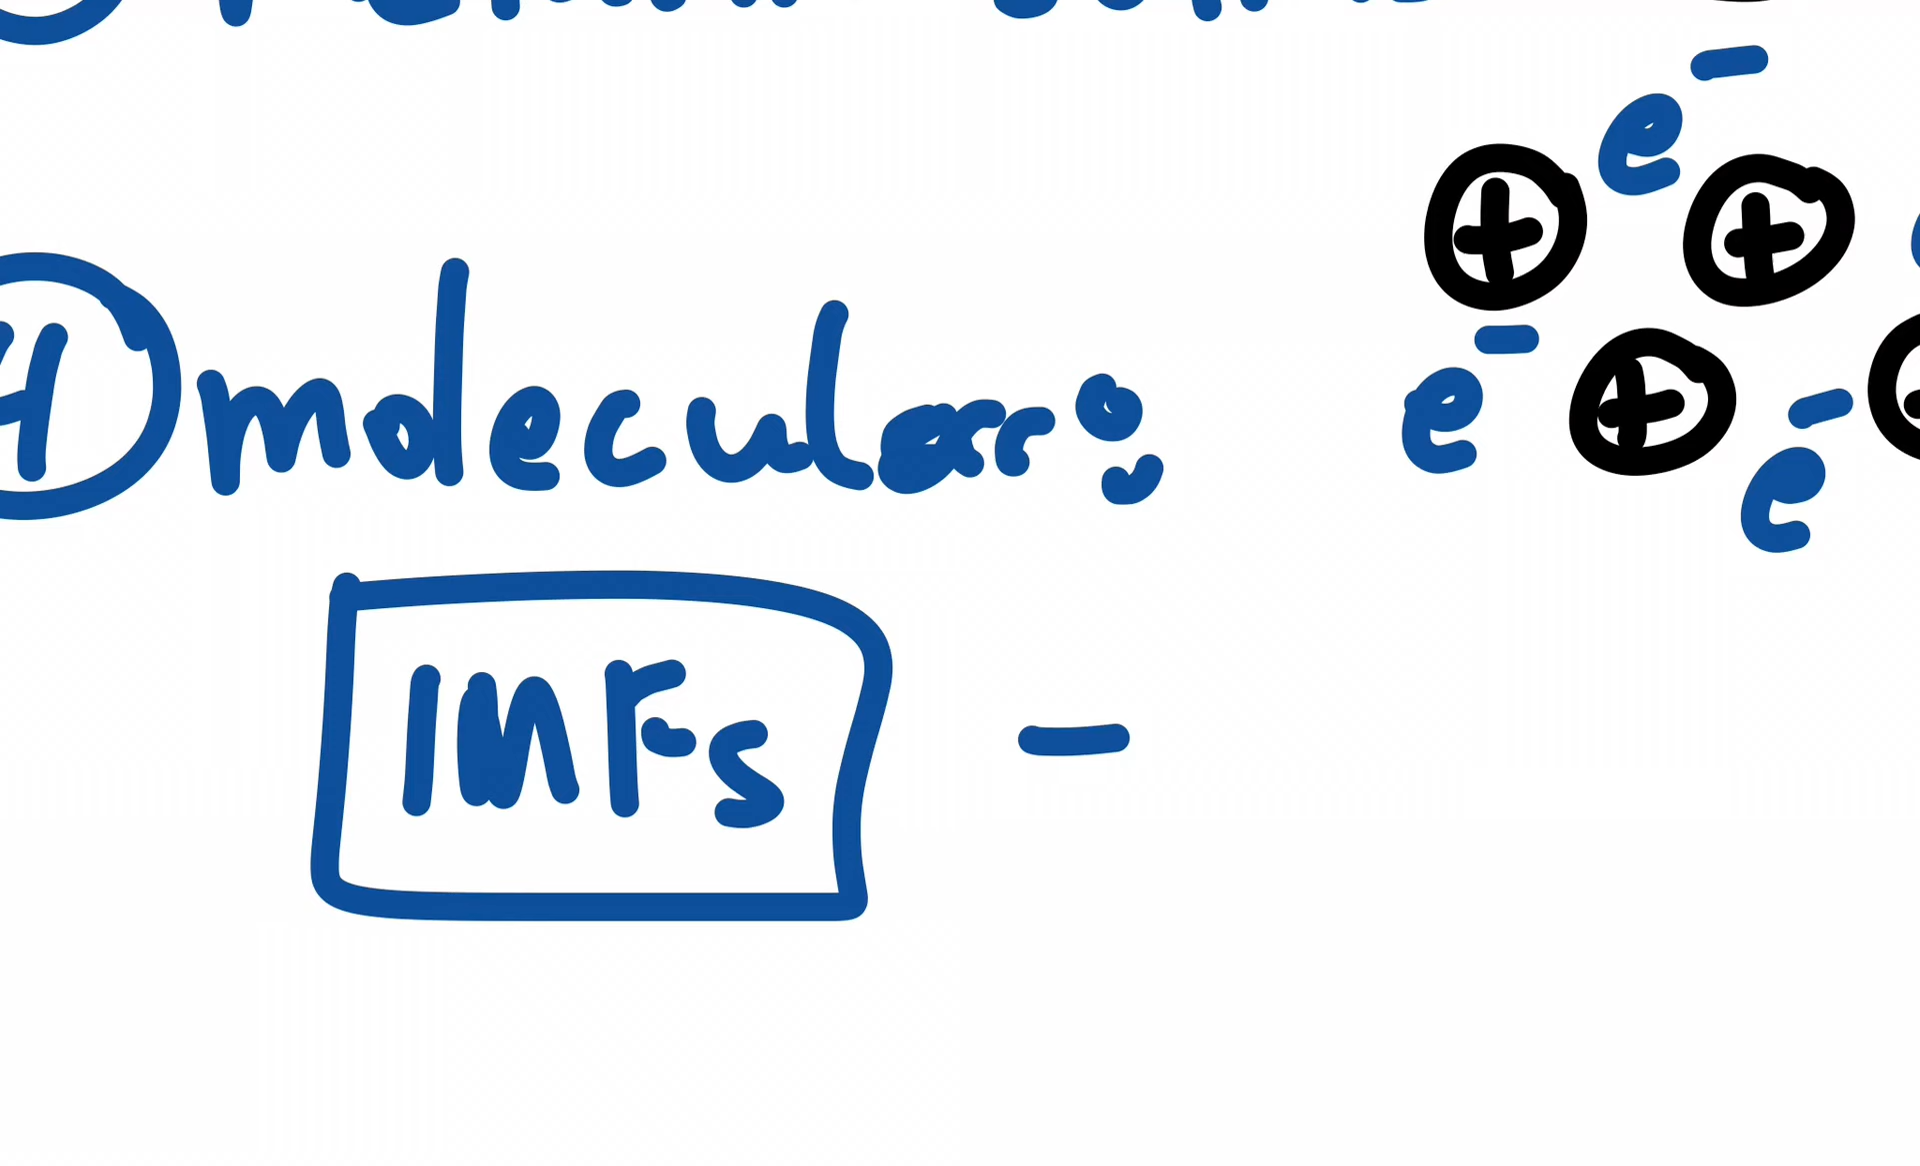 e⁻
+ +
④ molecular:
e⁻ + e⁻
IMFs –